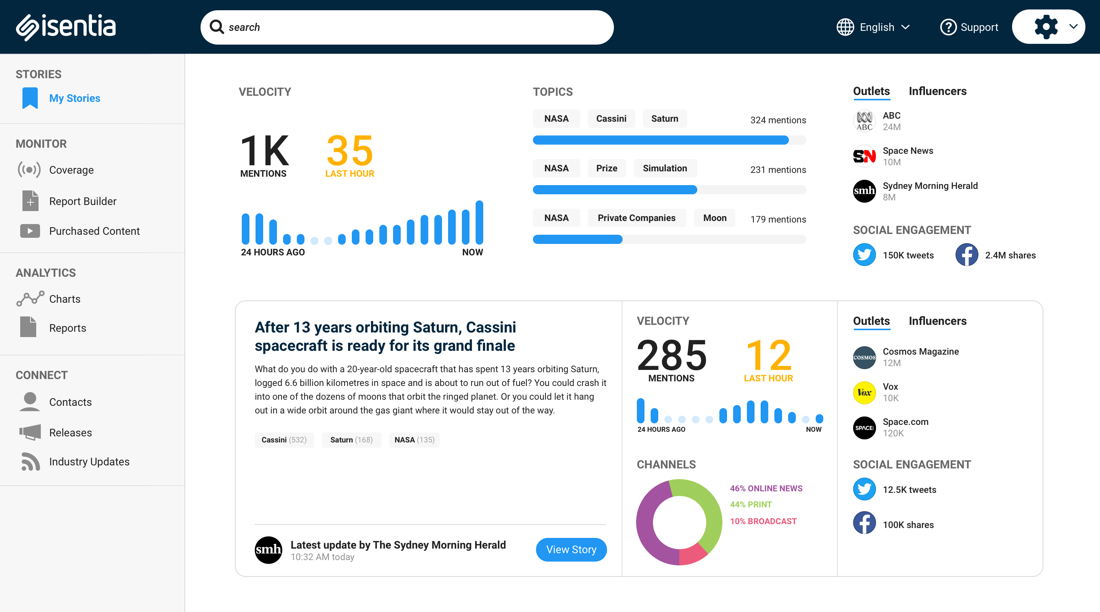 isentia
search
English
Support
STORIES
My Stories
MONITOR
Coverage
Report Builder
Purchased Content
ANALYTICS
Charts
Reports
CONNECT
Contacts
Releases
Industry Updates
VELOCITY
1K
MENTIONS
35
LAST HOUR
24 HOURS AGO
NOW
TOPICS
NASA Cassini Saturn 324 mentions
NASA Prize Simulation 231 mentions
NASA Private Companies Moon 179 mentions
Outlets Influencers
ABC
ABC
24M
SN
Space News
10M
smh
Sydney Morning Herald
8M
SOCIAL ENGAGEMENT
150K tweets
2.4M shares
After 13 years orbiting Saturn, Cassini
spacecraft is ready for its grand finale
What do you do with a 20-year-old spacecraft that has spent 13 years orbiting Saturn,
logged 6.6 billion kilometres in space and is about to run out of fuel? You could crash it
into one of the dozens of moons that orbit the ringed planet. Or you could let it hang
out in a wide orbit around the gas giant where it would stay out of the way.
Cassini (532) Saturn (168) NASA (135)
smh
Latest update by The Sydney Morning Herald
10:32 AM today
View Story
VELOCITY
285
MENTIONS
12
LAST HOUR
24 HOURS AGO
NOW
CHANNELS
46% ONLINE NEWS
44% PRINT
10% BROADCAST
Outlets Influencers
COSMOS
Cosmos Magazine
12M
Vox
Vox
10K
SPACE
Space.com
120K
SOCIAL ENGAGEMENT
12.5K tweets
100K shares